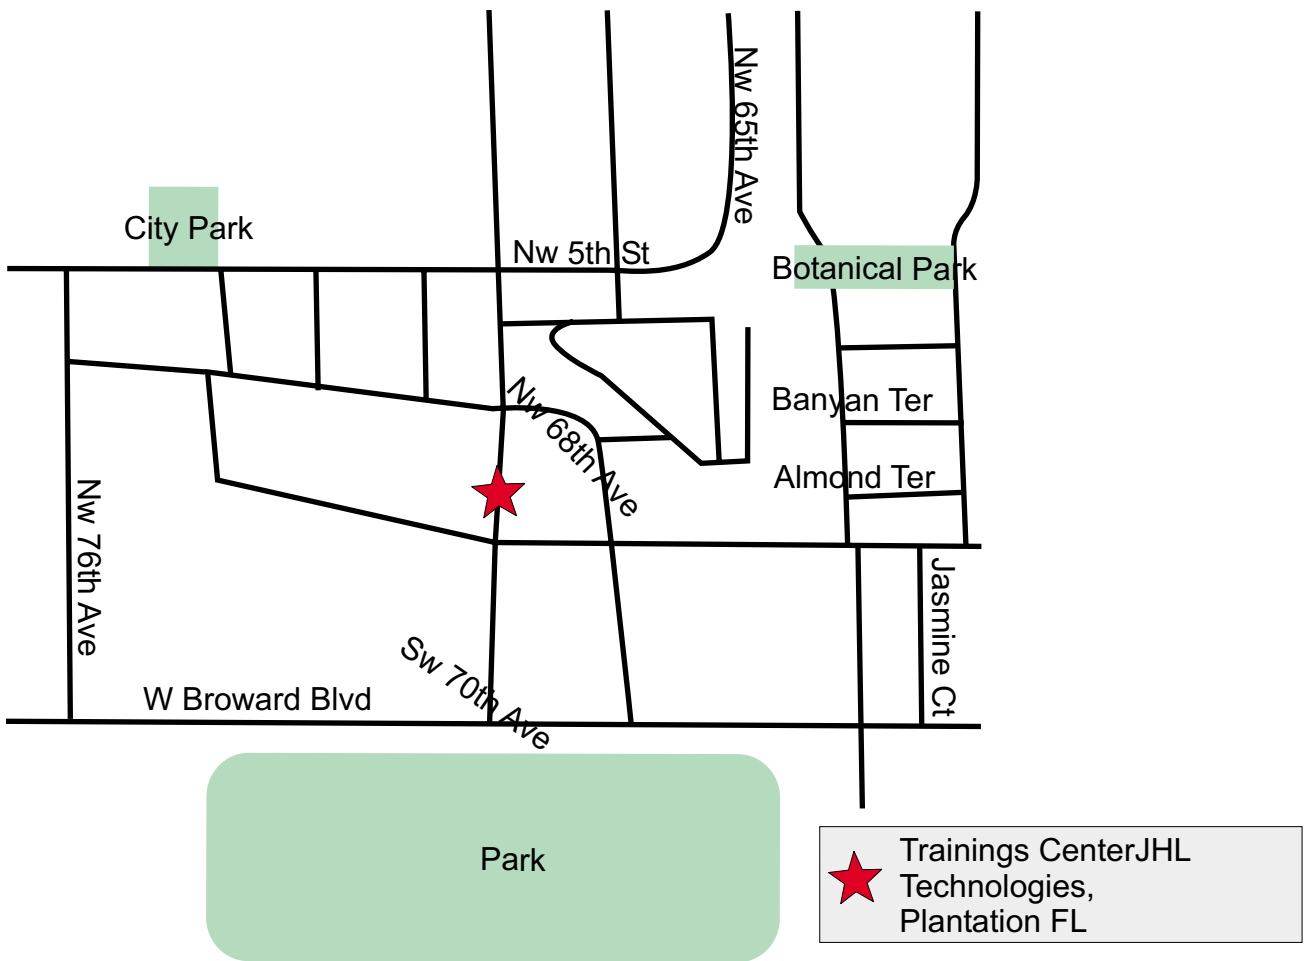 Nw 65th Ave
City Park
Nw 5th St
Botanical Park
Banyan Ter
Nw 68th Ave
Almond Ter
Nw 76th Ave
Jasmine Ct
Sw 70th Ave
W Broward Blvd
Park
Trainings CenterJHL
Technologies,
Plantation FL